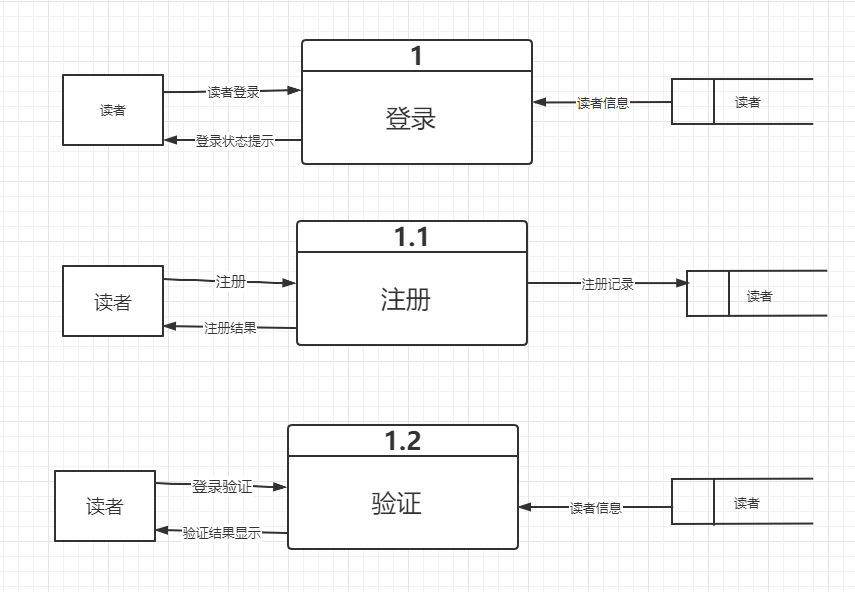 1
读者
读者登录
登录状态提示
登录
读者信息
读者
1.1
读者
注册
注册结果
注册
注册记录
读者
1.2
读者
登录验证
验证结果显示
验证
读者信息
读者